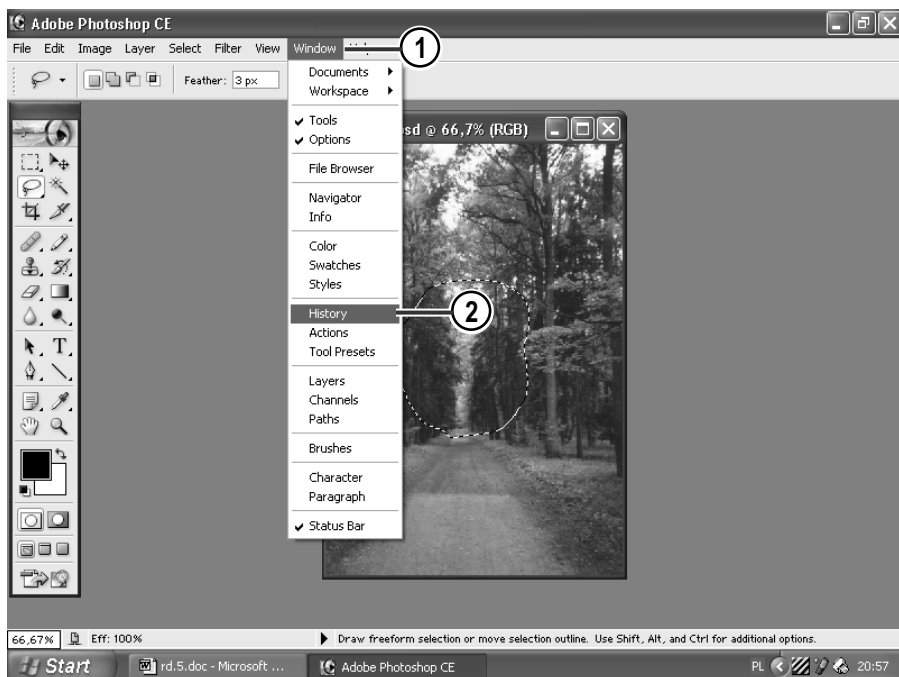 Adobe Photoshop CE
File Edit Image Layer Select Filter View Window
1
Feather: 3 px
Documents
Workspace
Tools
Options
sd @ 66,7% (RGB)
File Browser
Navigator
Info
Color
Swatches
Styles
History
2
Actions
Tool Presets
Layers
Channels
Paths
Brushes
Character
Paragraph
Status Bar
66,67% Eff: 100% Draw freeform selection or move selection outline. Use Shift, Alt, and Ctrl for additional options.
Start rd.5.doc - Microsoft ... Adobe Photoshop CE PL 20:57